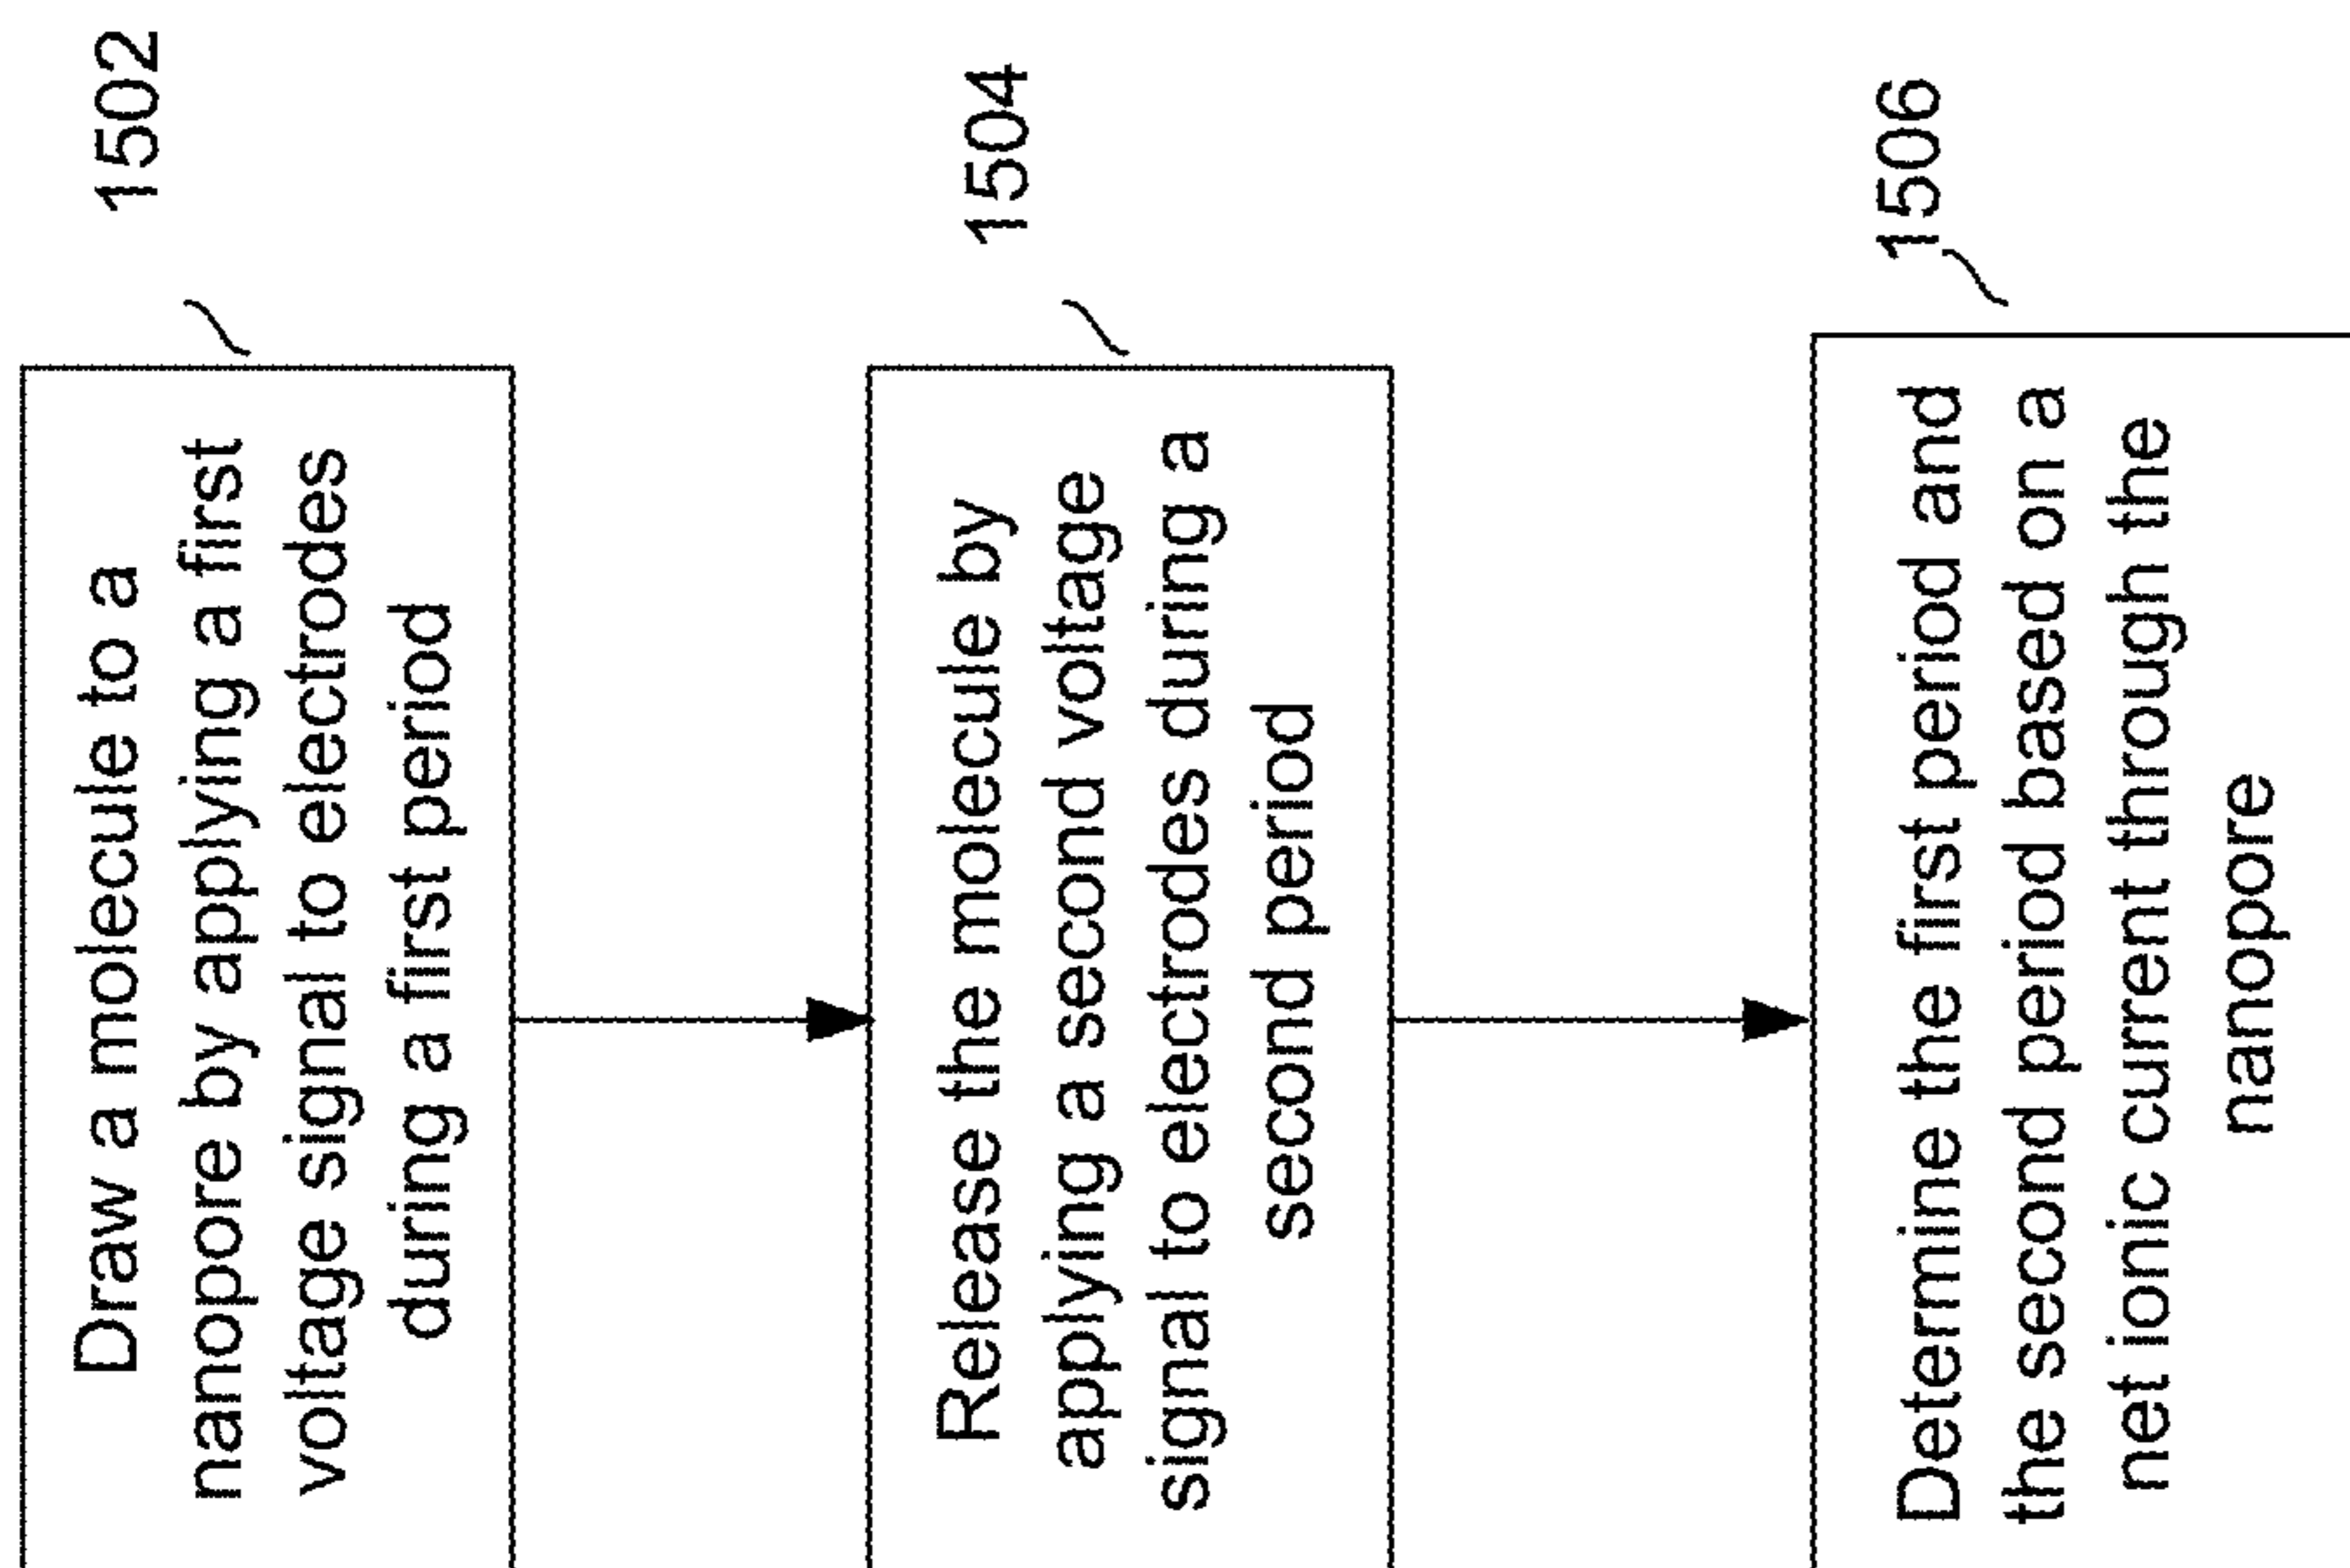 1502
Draw a molecule to a
nanopore by applying a first
voltage signal to electrodes
during a first period
1504
Release the molecule by
applying a second voltage
signal to electrodes during a
second period
1506
Determine the first period and
the second period based on a
net ionic current through the
nanopore